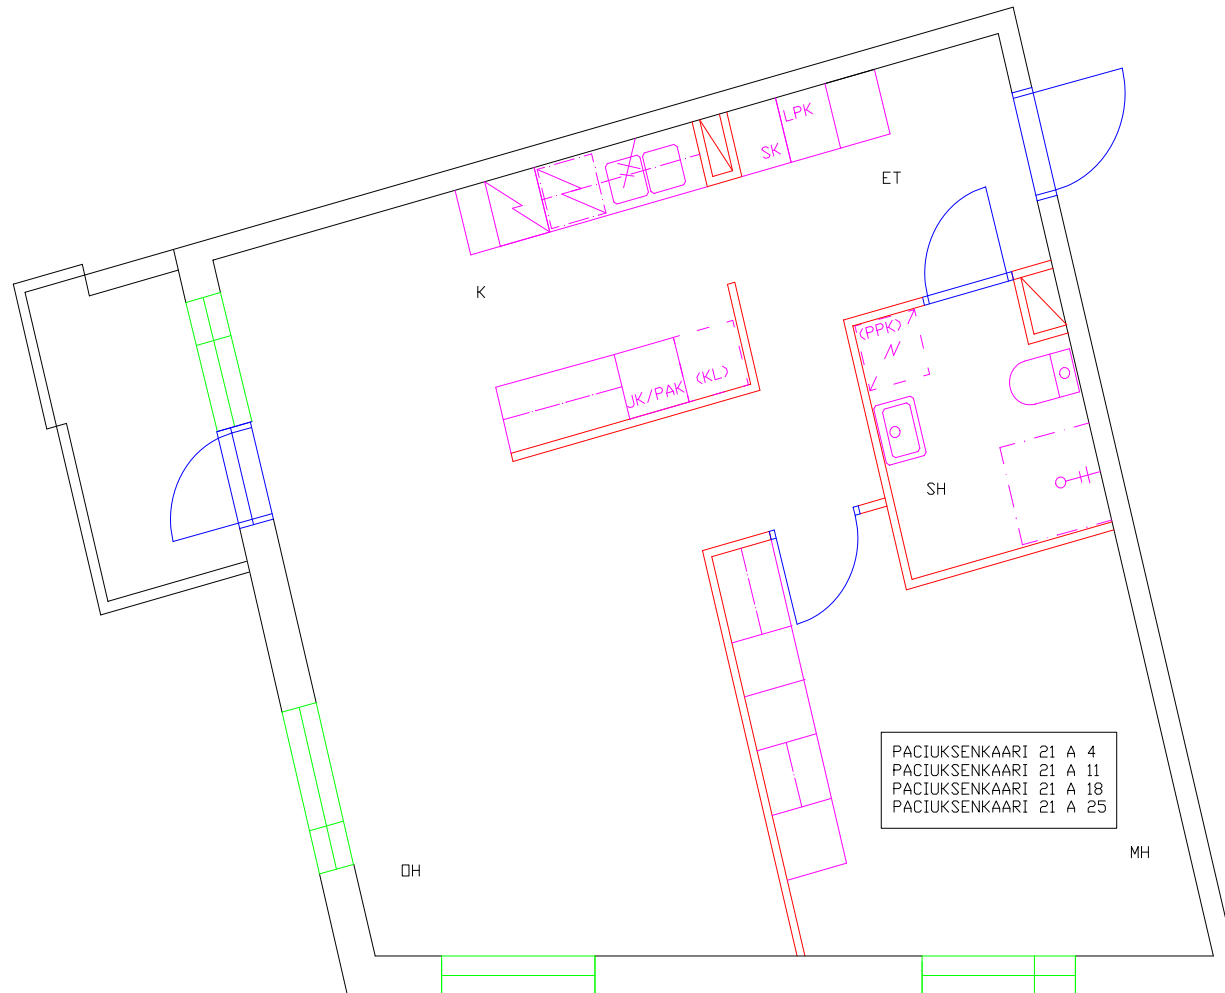 LPK
SK
ET
K
(PPK)
JK/PAK (KL)
SH
PACIUKSENKAARI 21 A 4
PACIUKSENKAARI 21 A 11
PACIUKSENKAARI 21 A 18
PACIUKSENKAARI 21 A 25
MH
OH